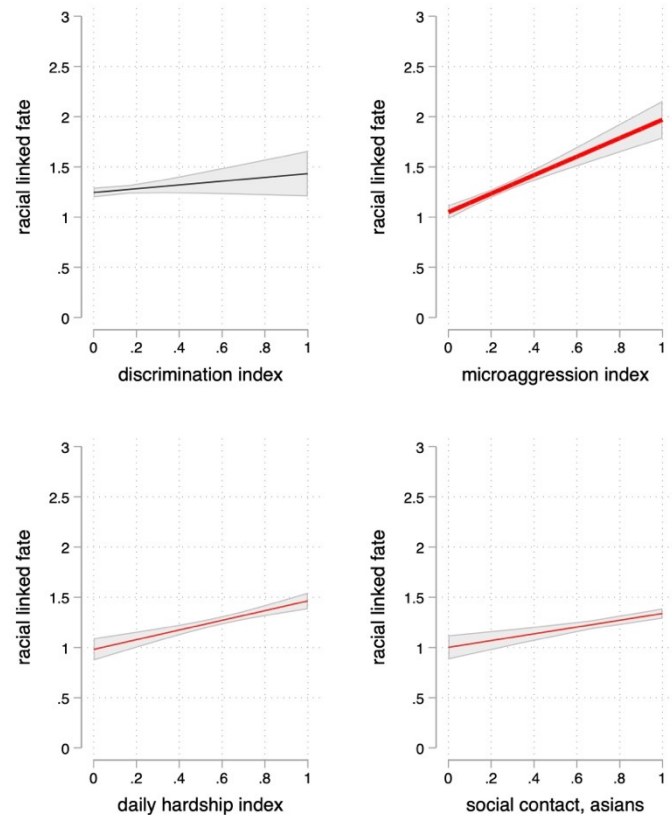 3
2.5
2
1.5
1
.5
0
racial linked fate
0 .2 .4 .6 .8 1
discrimination index
3
2.5
2
1.5
1
.5
0
racial linked fate
0 .2 .4 .6 .8 1
microaggression index
3
2.5
2
1.5
1
.5
0
racial linked fate
0 .2 .4 .6 .8 1
daily hardship index
3
2.5
2
1.5
1
.5
0
racial linked fate
0 .2 .4 .6 .8 1
social contact, asians